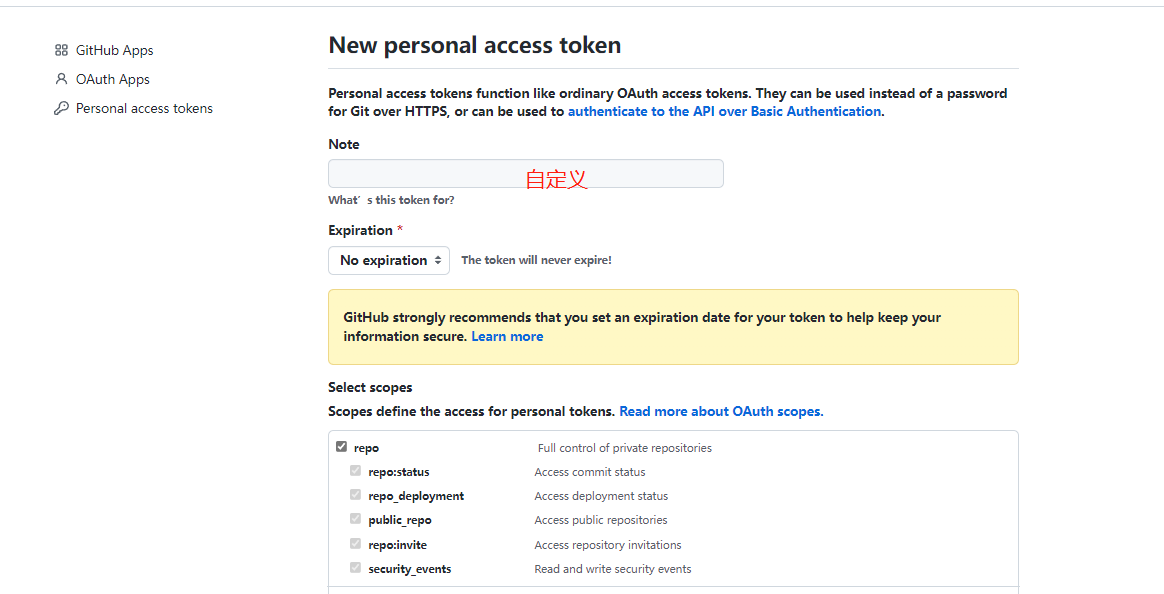 GitHub Apps
OAuth Apps
Personal access tokens
New personal access token
Personal access tokens function like ordinary OAuth access tokens. They can be used instead of a password
for Git over HTTPS, or can be used to authenticate to the API over Basic Authentication.
Note
自定义
What's this token for?
Expiration *
No expiration The token will never expire!
GitHub strongly recommends that you set an expiration date for your token to help keep your
information secure. Learn more
Select scopes
Scopes define the access for personal tokens. Read more about OAuth scopes.
repo Full control of private repositories
repo:status Access commit status
repo_deployment Access deployment status
public_repo Access public repositories
repo:invite Access repository invitations
security_events Read and write security events